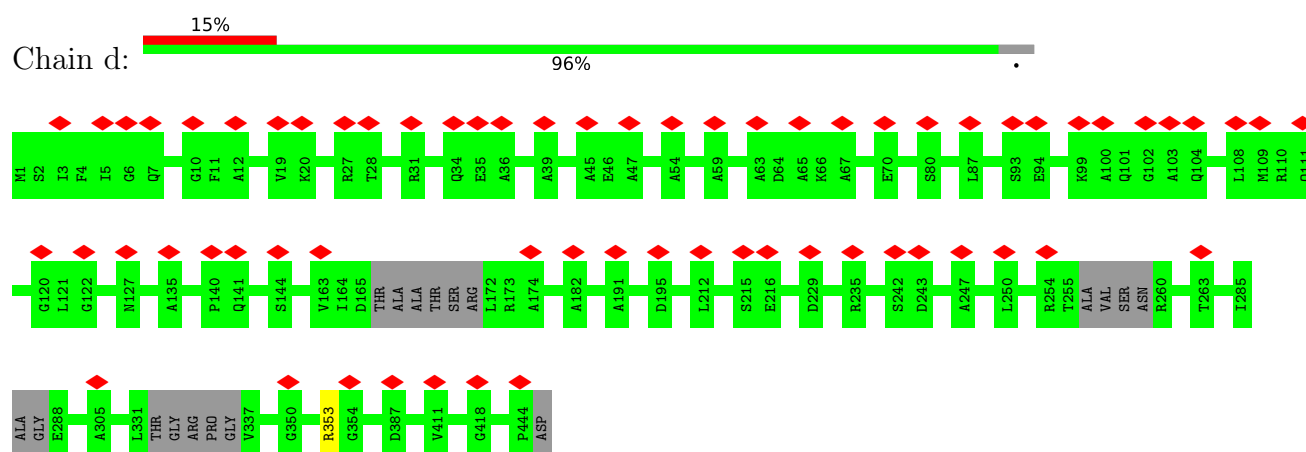 15%
Chain d:
96%
.
M1 S2 I3 F4 I5 G6 Q7 G10 F11 A12 V19 K20 R27 T28 R31 Q34 E35 A36 A39 A45 E46 A47 A54 A59 A63 D64 A65 K66 A67 E70 S80 L87 S93 E94 K99 A100 Q101 G102 A103 Q104 L108 M109 R110
G120 L121 G122 N127 A135 P140 Q141 S144 V163 I164 D165 THR ALA ALA THR SER ARG L172 R173 A174 A182 A191 D195 L212 S215 E216 D229 R235 S242 D243 A247 L250 R254 T255 ALA VAL SER ASN R260 T263 I285
ALA GLY E288 A305 L331 THR GLY ARG PRO GLY V337 G350 R353 G354 D387 V411 G418 P444 ASP